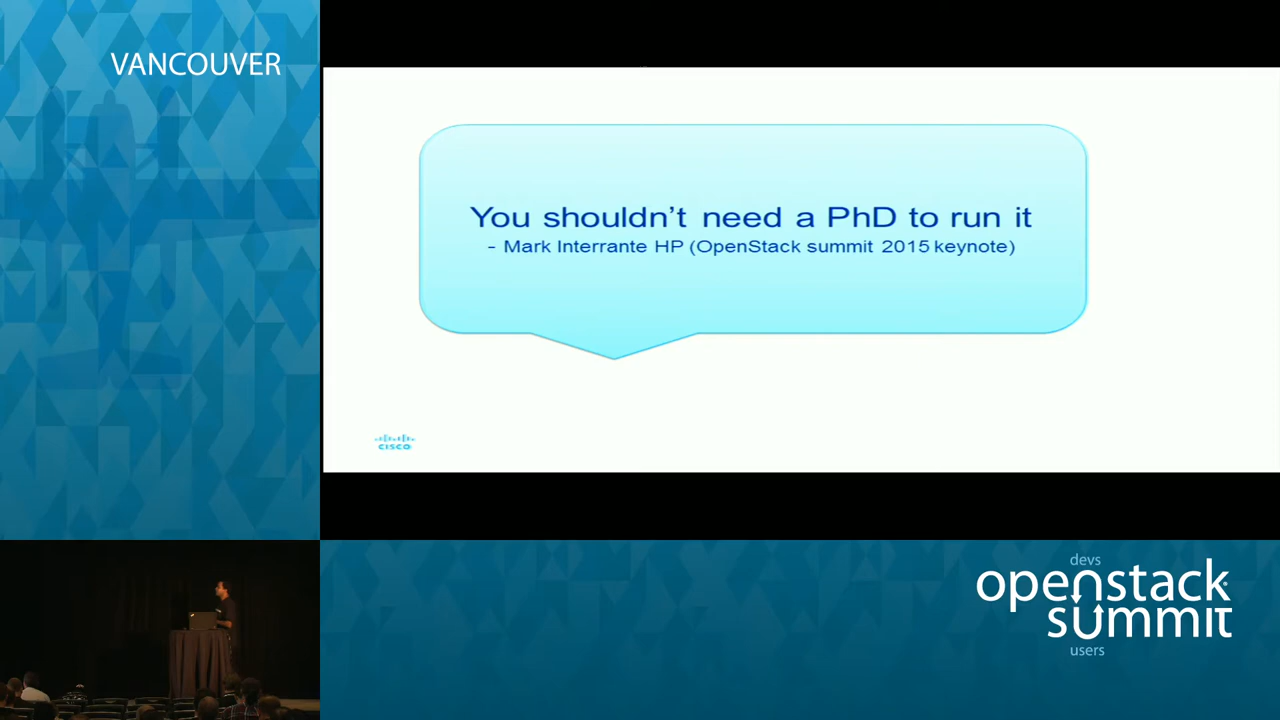 VANCOUVER
You shouldn't need a PhD to run it
- Mark Interrante HP (OpenStack summit 2015 keynote)
CISCO
devs
openstack
summit
users